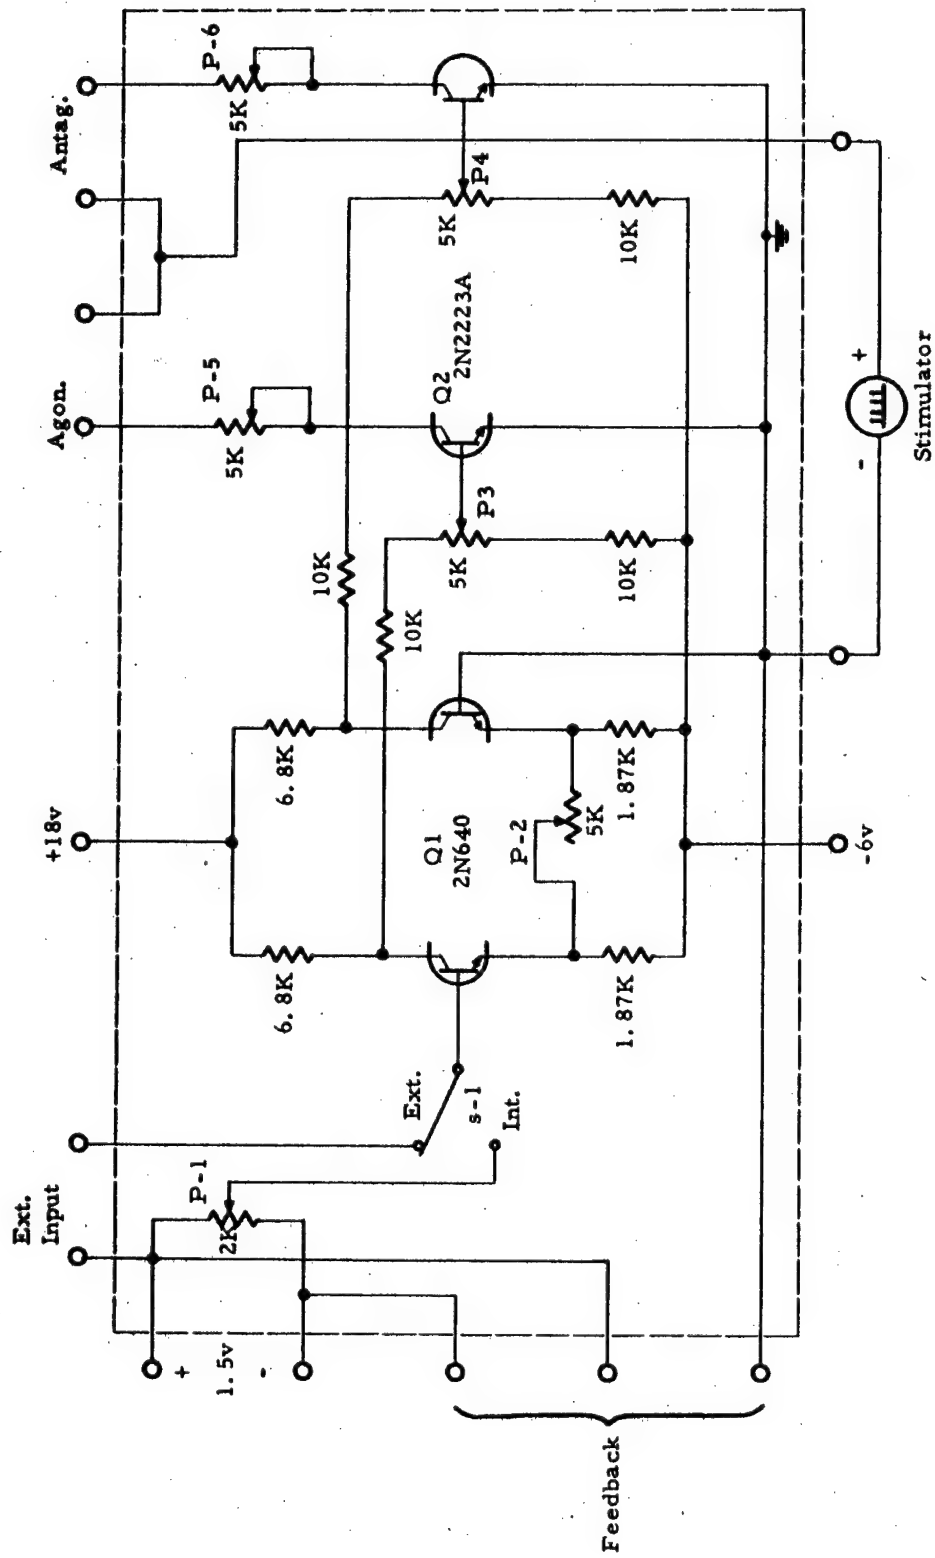 Antag.
P-6
5K
P4
5K
10K
Agon.
P-5
5K
Q2
2N2223A
P3
5K
10K
10K
10K
Stimulator
+
-
+18v
6.8K
6.8K
Q1
2N640
P-2
5K
1.87K
1.87K
-6v
Ext.
Input
P-1
2K
Ext.
s-1
Int.
+
1.5v
-
Feedback